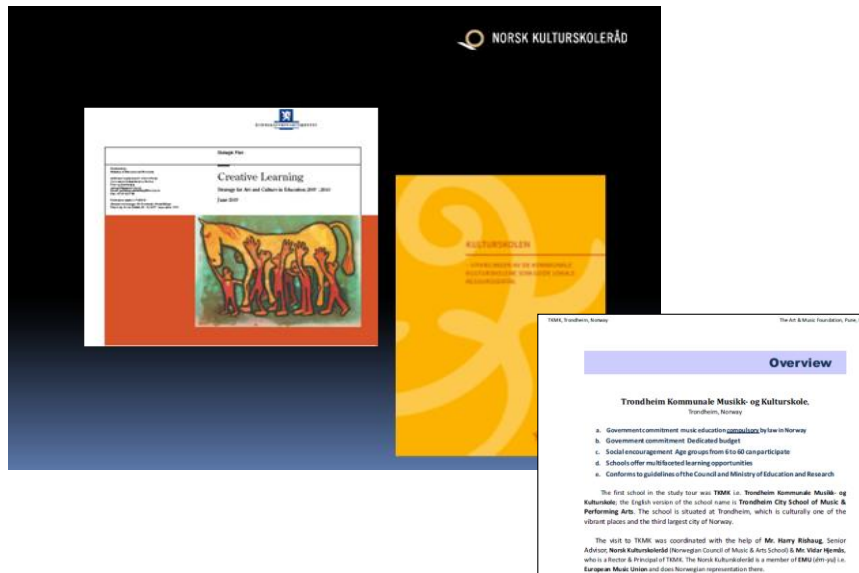 NORSK KULTURSKOLERÅD
Strategic Plan
Creative Learning
Strategy for Art and Culture in Education 2007 - 2010
KULTURSKOLEN
TKMK, Trondheim, Norway
The Art & Music Foundation, Pune,
Overview
Trondheim Kommunale Musikk- og Kulturskole,
Trondheim, Norway
a. Government commitment music education compulsory by law in Norway
b. Government commitment Dedicated budget
c. Social encouragement Age groups from 6 to 60 can participate
d. Schools offer multifaceted learning opportunities
e. Conforms to guidelines of the Council and Ministry of Education and Research
The first school in the study tour was TKMK i.e. Trondheim Kommunale Musikk- og
Kulturskole; the English version of the school name is Trondheim City School of Music &
Performing Arts. The school is situated at Trondheim, which is culturally one of the
vibrant places and the third largest city of Norway.
The visit to TKMK was coordinated with the help of Mr. Harry Rishaug, Senior
Advisor, Norsk Kulturskoleråd (Norwegian Council of Music & Arts School) & Mr. Vidar Hjemås,
who is a Rector & Principal of TKMK. The Norsk Kulturskoleråd is a member of EMU (ém-yu) i.e.
European Music Union and does Norwegian representation there.